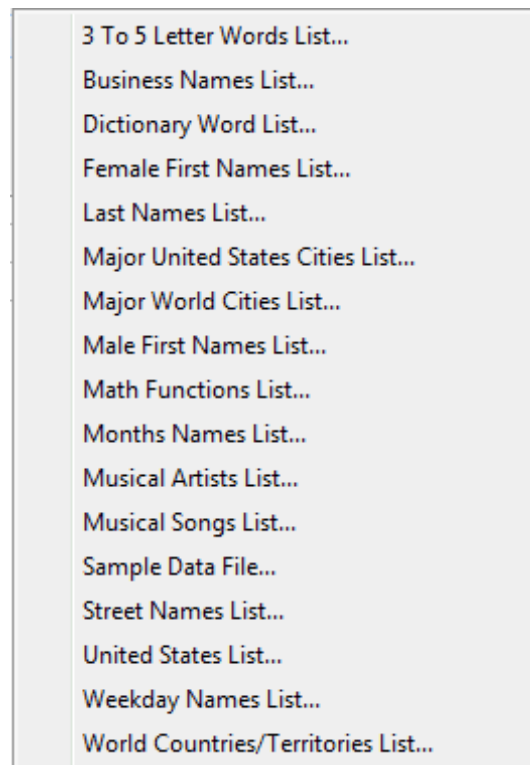 3 To 5 Letter Words List...
Business Names List...
Dictionary Word List...
Female First Names List...
Last Names List...
Major United States Cities List...
Major World Cities List...
Male First Names List...
Math Functions List...
Months Names List...
Musical Artists List...
Musical Songs List...
Sample Data File...
Street Names List...
United States List...
Weekday Names List...
World Countries/Territories List...